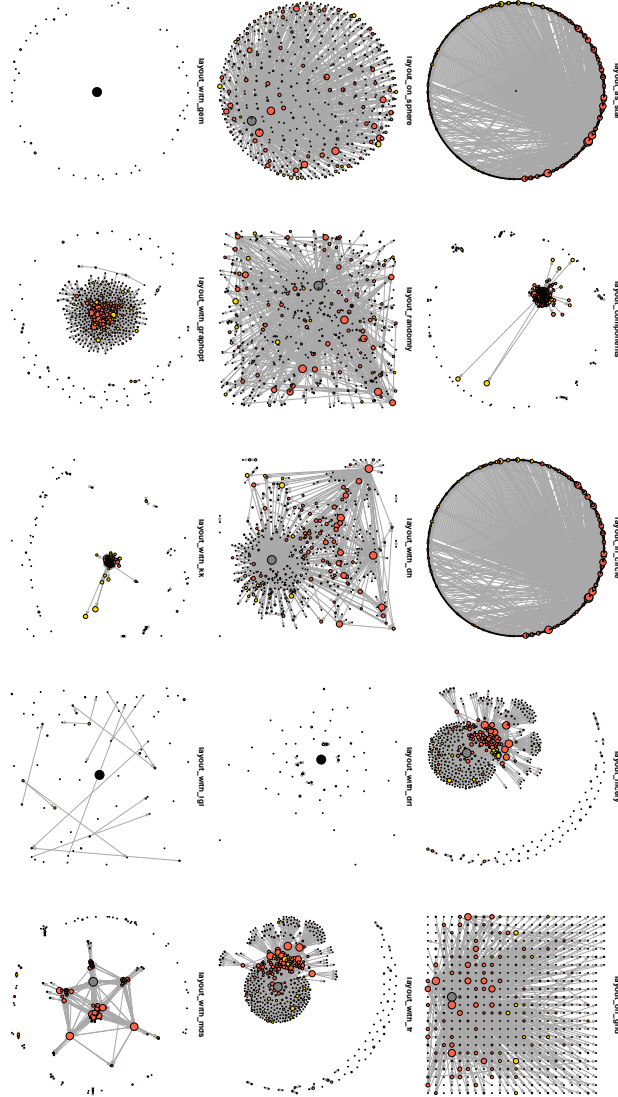 layout_as_star
layout_components
layout_in_circle
layout_nicely
layout_on_grid
layout_on_sphere
layout_randomly
layout_with_dh
layout_with_drl
layout_with_fr
layout_with_gem
layout_with_graphopt
layout_with_kk
layout_with_lgl
layout_with_mds